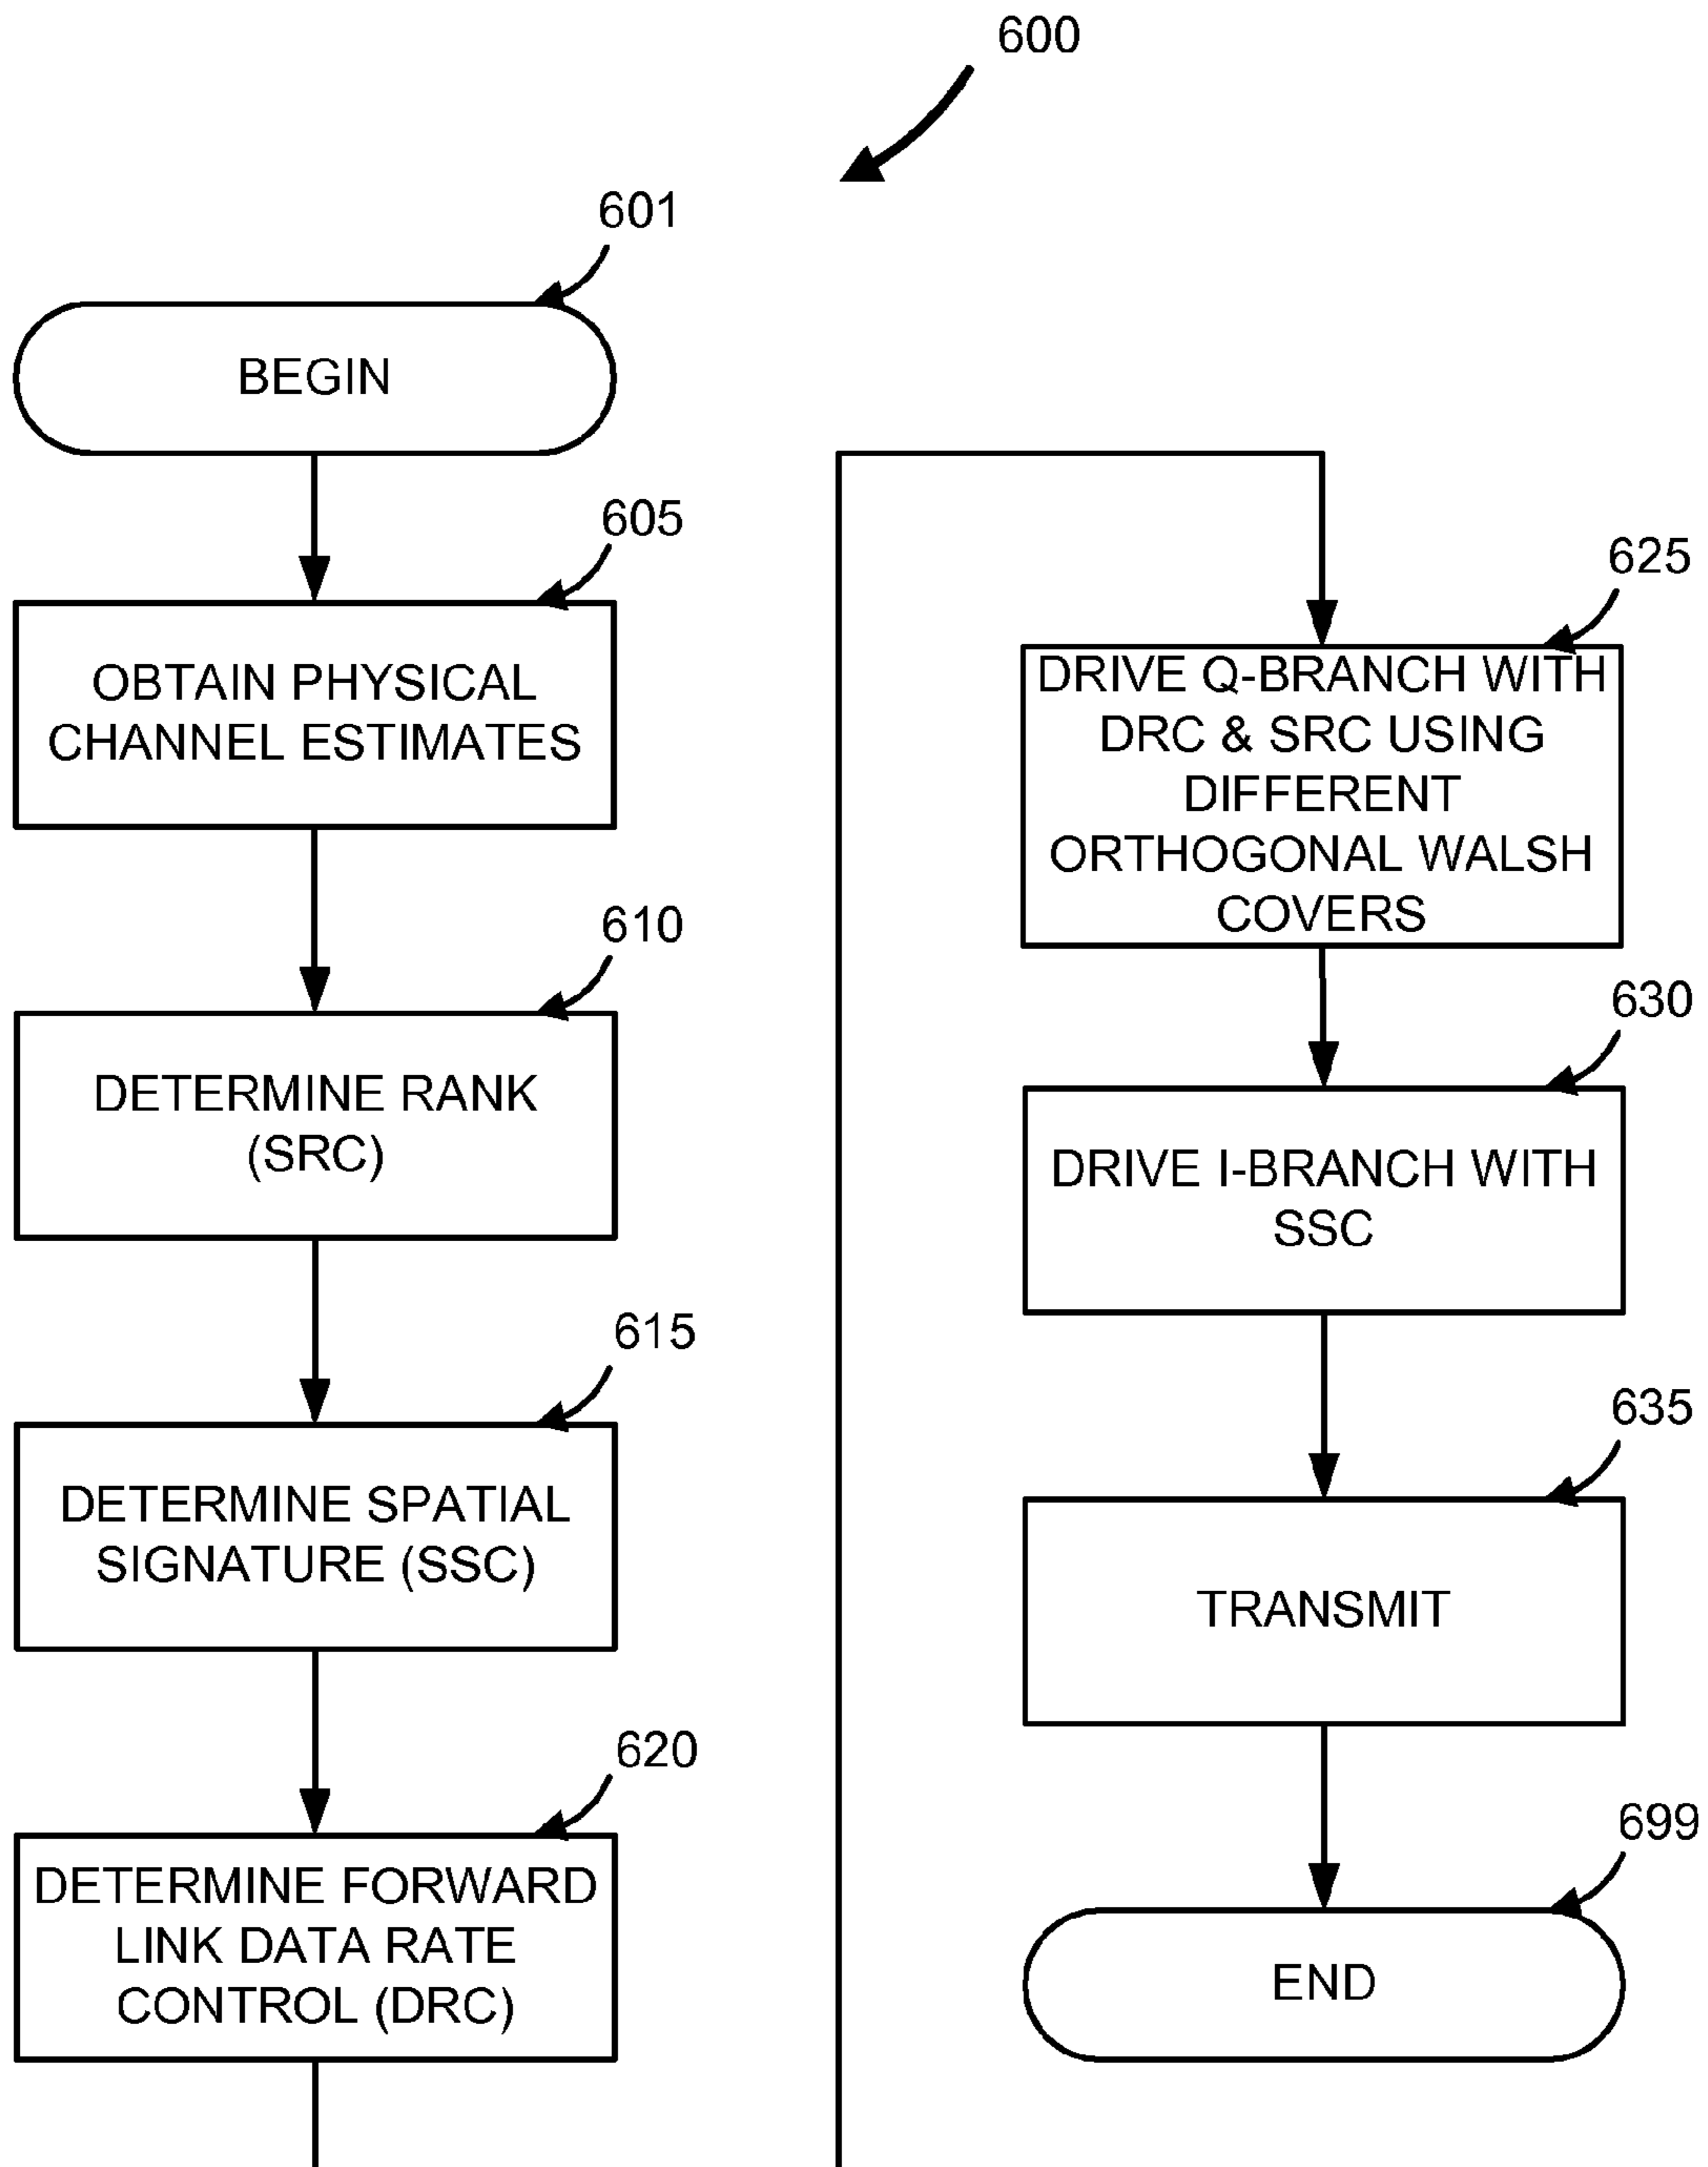 600
601
BEGIN
605
OBTAIN PHYSICAL
CHANNEL ESTIMATES
610
DETERMINE RANK
(SRC)
615
DETERMINE SPATIAL
SIGNATURE (SSC)
620
DETERMINE FORWARD
LINK DATA RATE
CONTROL (DRC)
625
DRIVE Q-BRANCH WITH
DRC & SRC USING
DIFFERENT
ORTHOGONAL WALSH
COVERS
630
DRIVE I-BRANCH WITH
SSC
635
TRANSMIT
699
END